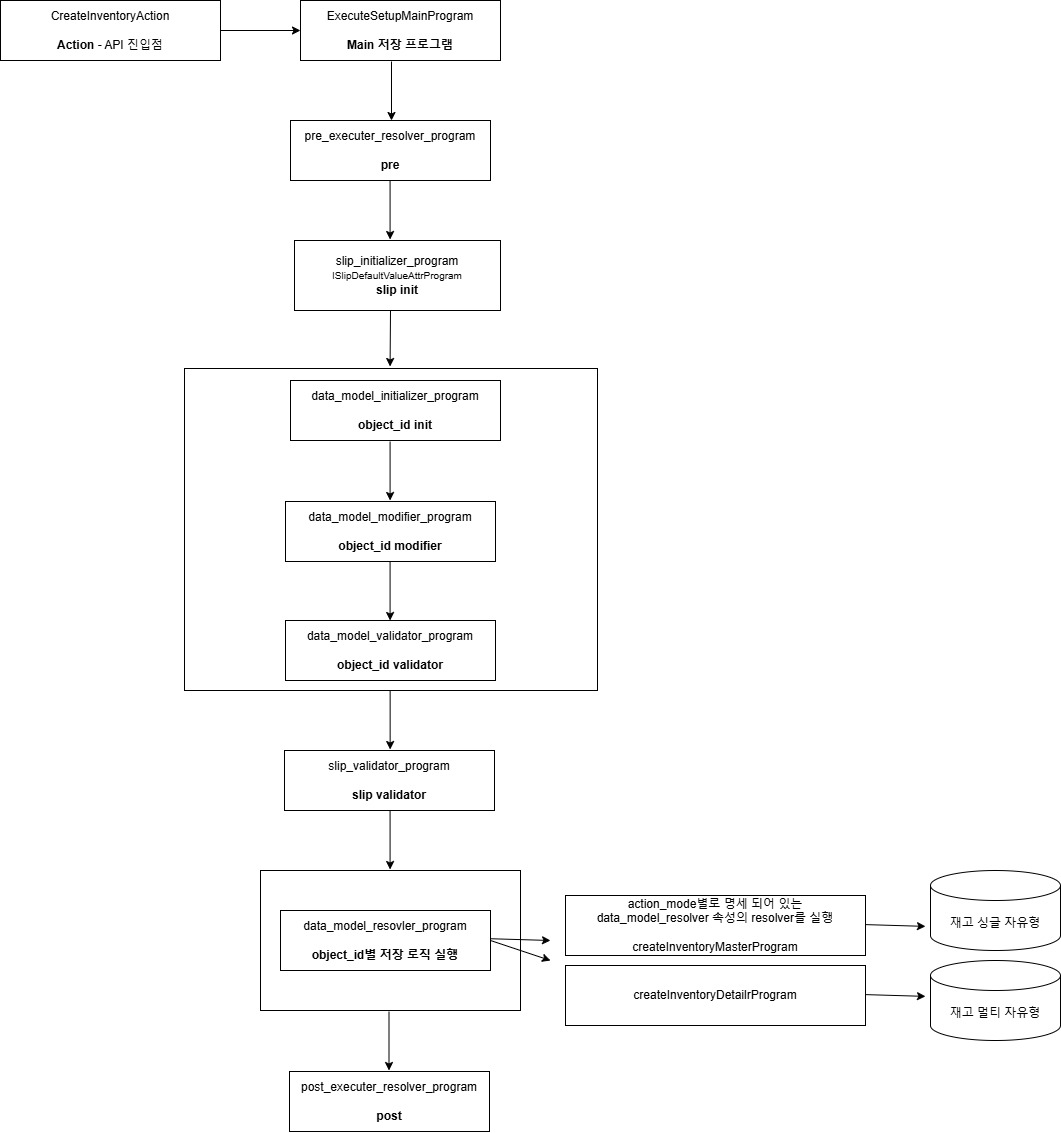 CreateInventoryAction
Action - API 진입점
ExecuteSetupMainProgram
Main 저장 프로그램
pre_executer_resolver_program
pre
slip_initializer_program
ISlipDefaultValueAttrProgram
slip init
data_model_initializer_program
object_id init
data_model_modifier_program
object_id modifier
data_model_validator_program
object_id validator
slip_validator_program
slip validator
data_model_resovler_program
object_id별 저장 로직 실행
action_mode별로 명세 되어 있는
data_model_resolver 속성의 resolver를 실행
createInventoryMasterProgram
재고 싱글 자유형
createInventoryDetailrProgram
재고 멀티 자유형
post_executer_resolver_program
post